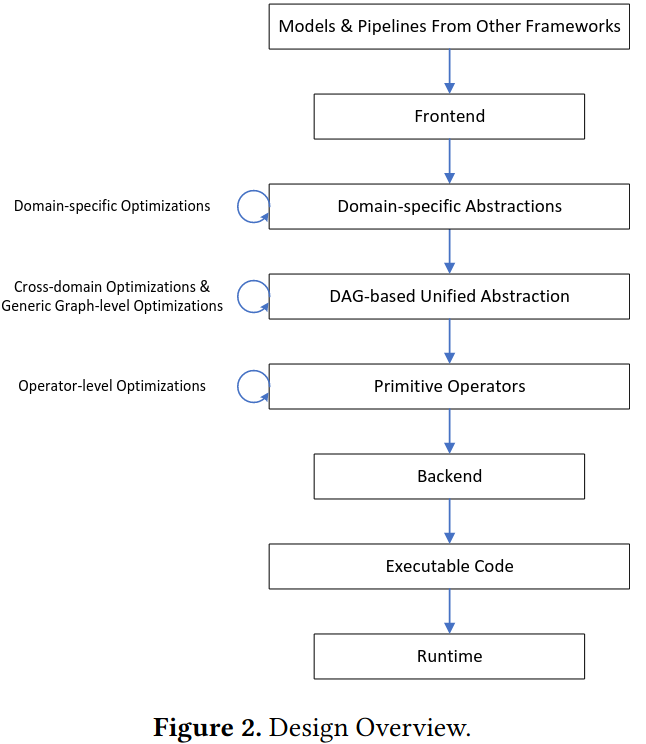 Models & Pipelines From Other Frameworks
Frontend
Domain-specific Optimizations
Domain-specific Abstractions
Cross-domain Optimizations &
Generic Graph-level Optimizations
DAG-based Unified Abstraction
Operator-level Optimizations
Primitive Operators
Backend
Executable Code
Runtime
Figure 2. Design Overview.